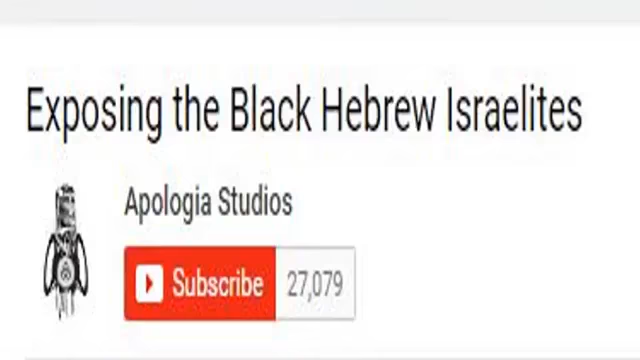 Exposing the Black Hebrew Israelites
Apologia Studios
Subscribe 27,079